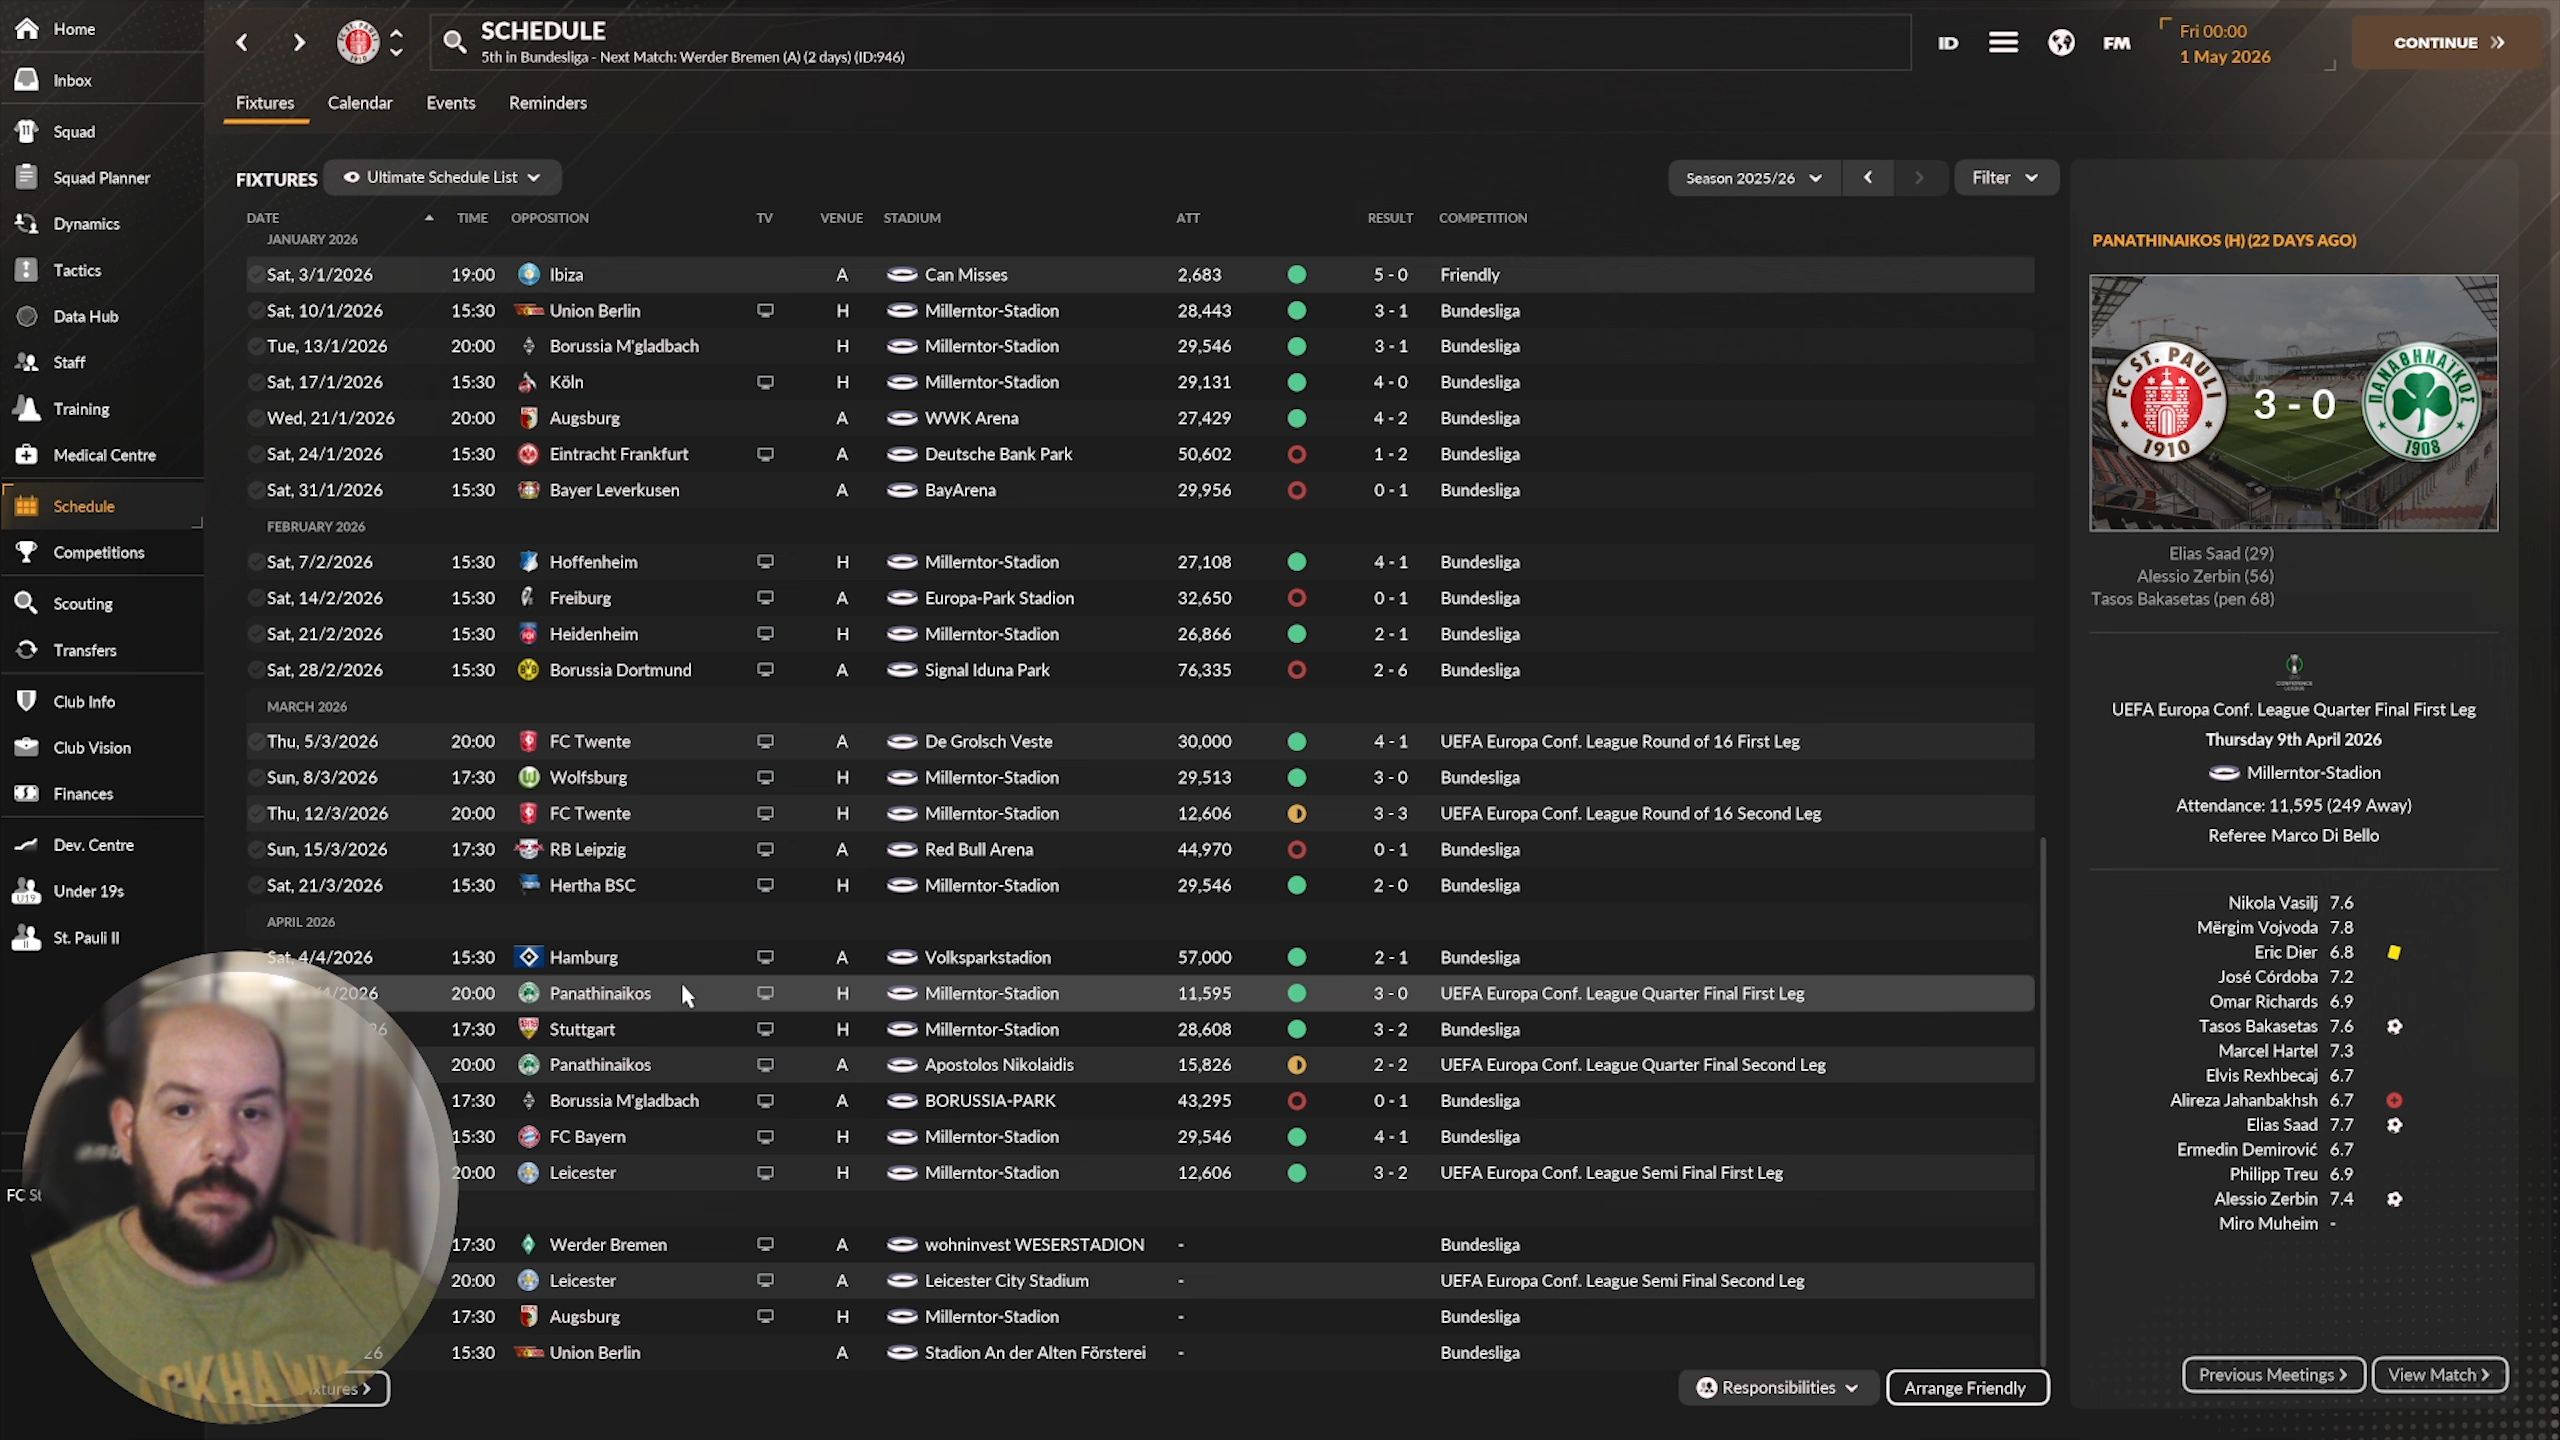 Home
Inbox
Squad
Squad Planner
Dynamics
Tactics
Data Hub
Staff
Training
Medical Centre
Schedule
Competitions
Scouting
Transfers
Club Info
Club Vision
Finances
Dev. Centre
Under 19s
St. Pauli II
FC St
SCHEDULE
5th in Bundesliga - Next Match: Werder Bremen (A) (2 days) (ID:946)
ID
FM
Fri 00:00
1 May 2026
CONTINUE
Fixtures Calendar Events Reminders
FIXTURES Ultimate Schedule List Season 2025/26 Filter
DATE TIME OPPOSITION TV VENUE STADIUM ATT RESULT COMPETITION
JANUARY 2026
Sat, 3/1/2026 19:00 Ibiza A Can Misses 2,683 5 - 0 Friendly
Sat, 10/1/2026 15:30 Union Berlin H Millerntor-Stadion 28,443 3 - 1 Bundesliga
Tue, 13/1/2026 20:00 Borussia M'gladbach H Millerntor-Stadion 29,546 3 - 1 Bundesliga
Sat, 17/1/2026 15:30 Köln H Millerntor-Stadion 29,131 4 - 0 Bundesliga
Wed, 21/1/2026 20:00 Augsburg A WWK Arena 27,429 4 - 2 Bundesliga
Sat, 24/1/2026 15:30 Eintracht Frankfurt A Deutsche Bank Park 50,602 1 - 2 Bundesliga
Sat, 31/1/2026 15:30 Bayer Leverkusen A BayArena 29,956 0 - 1 Bundesliga
FEBRUARY 2026
Sat, 7/2/2026 15:30 Hoffenheim H Millerntor-Stadion 27,108 4 - 1 Bundesliga
Sat, 14/2/2026 15:30 Freiburg A Europa-Park Stadion 32,650 0 - 1 Bundesliga
Sat, 21/2/2026 15:30 Heidenheim H Millerntor-Stadion 26,866 2 - 1 Bundesliga
Sat, 28/2/2026 15:30 Borussia Dortmund A Signal Iduna Park 76,335 2 - 6 Bundesliga
MARCH 2026
Thu, 5/3/2026 20:00 FC Twente A De Grolsch Veste 30,000 4 - 1 UEFA Europa Conf. League Round of 16 First Leg
Sun, 8/3/2026 17:30 Wolfsburg H Millerntor-Stadion 29,513 3 - 0 Bundesliga
Thu, 12/3/2026 20:00 FC Twente H Millerntor-Stadion 12,606 3 - 3 UEFA Europa Conf. League Round of 16 Second Leg
Sun, 15/3/2026 17:30 RB Leipzig A Red Bull Arena 44,970 0 - 1 Bundesliga
Sat, 21/3/2026 15:30 Hertha BSC H Millerntor-Stadion 29,546 2 - 0 Bundesliga
APRIL 2026
Sat, 4/4/2026 15:30 Hamburg A Volksparkstadion 57,000 2 - 1 Bundesliga
/2026 20:00 Panathinaikos H Millerntor-Stadion 11,595 3 - 0 UEFA Europa Conf. League Quarter Final First Leg
17:30 Stuttgart H Millerntor-Stadion 28,608 3 - 2 Bundesliga
20:00 Panathinaikos A Apostolos Nikolaidis 15,826 2 - 2 UEFA Europa Conf. League Quarter Final Second Leg
17:30 Borussia M'gladbach A BORUSSIA-PARK 43,295 0 - 1 Bundesliga
15:30 FC Bayern H Millerntor-Stadion 29,546 4 - 1 Bundesliga
20:00 Leicester H Millerntor-Stadion 12,606 3 - 2 UEFA Europa Conf. League Semi Final First Leg
17:30 Werder Bremen A wohninvest WESERSTADION - Bundesliga
20:00 Leicester A Leicester City Stadium - UEFA Europa Conf. League Semi Final Second Leg
17:30 Augsburg H Millerntor-Stadion - Bundesliga
26 15:30 Union Berlin A Stadion An der Alten Försterei - Bundesliga
xtures
Responsibilities Arrange Friendly
CKHAWK
PANATHINAIKOS (H) (22 DAYS AGO)
FC ST. PAULI
1910
3 - 0
ΠΑΝΑΘΗΝΑΪΚΟΣ
1908
Elias Saad (29)
Alessio Zerbin (56)
Tasos Bakasetas (pen 68)
CONFERENCE
LEAGUE
UEFA Europa Conf. League Quarter Final First Leg
Thursday 9th April 2026
Millerntor-Stadion
Attendance: 11,595 (249 Away)
Referee Marco Di Bello
Nikola Vasilj 7.6
Mërgim Vojvoda 7.8
Eric Dier 6.8
José Córdoba 7.2
Omar Richards 6.9
Tasos Bakasetas 7.6
Marcel Hartel 7.3
Elvis Rexhbecaj 6.7
Alireza Jahanbakhsh 6.7
Elias Saad 7.7
Ermedin Demirović 6.7
Philipp Treu 6.9
Alessio Zerbin 7.4
Miro Muheim -
Previous Meetings View Match